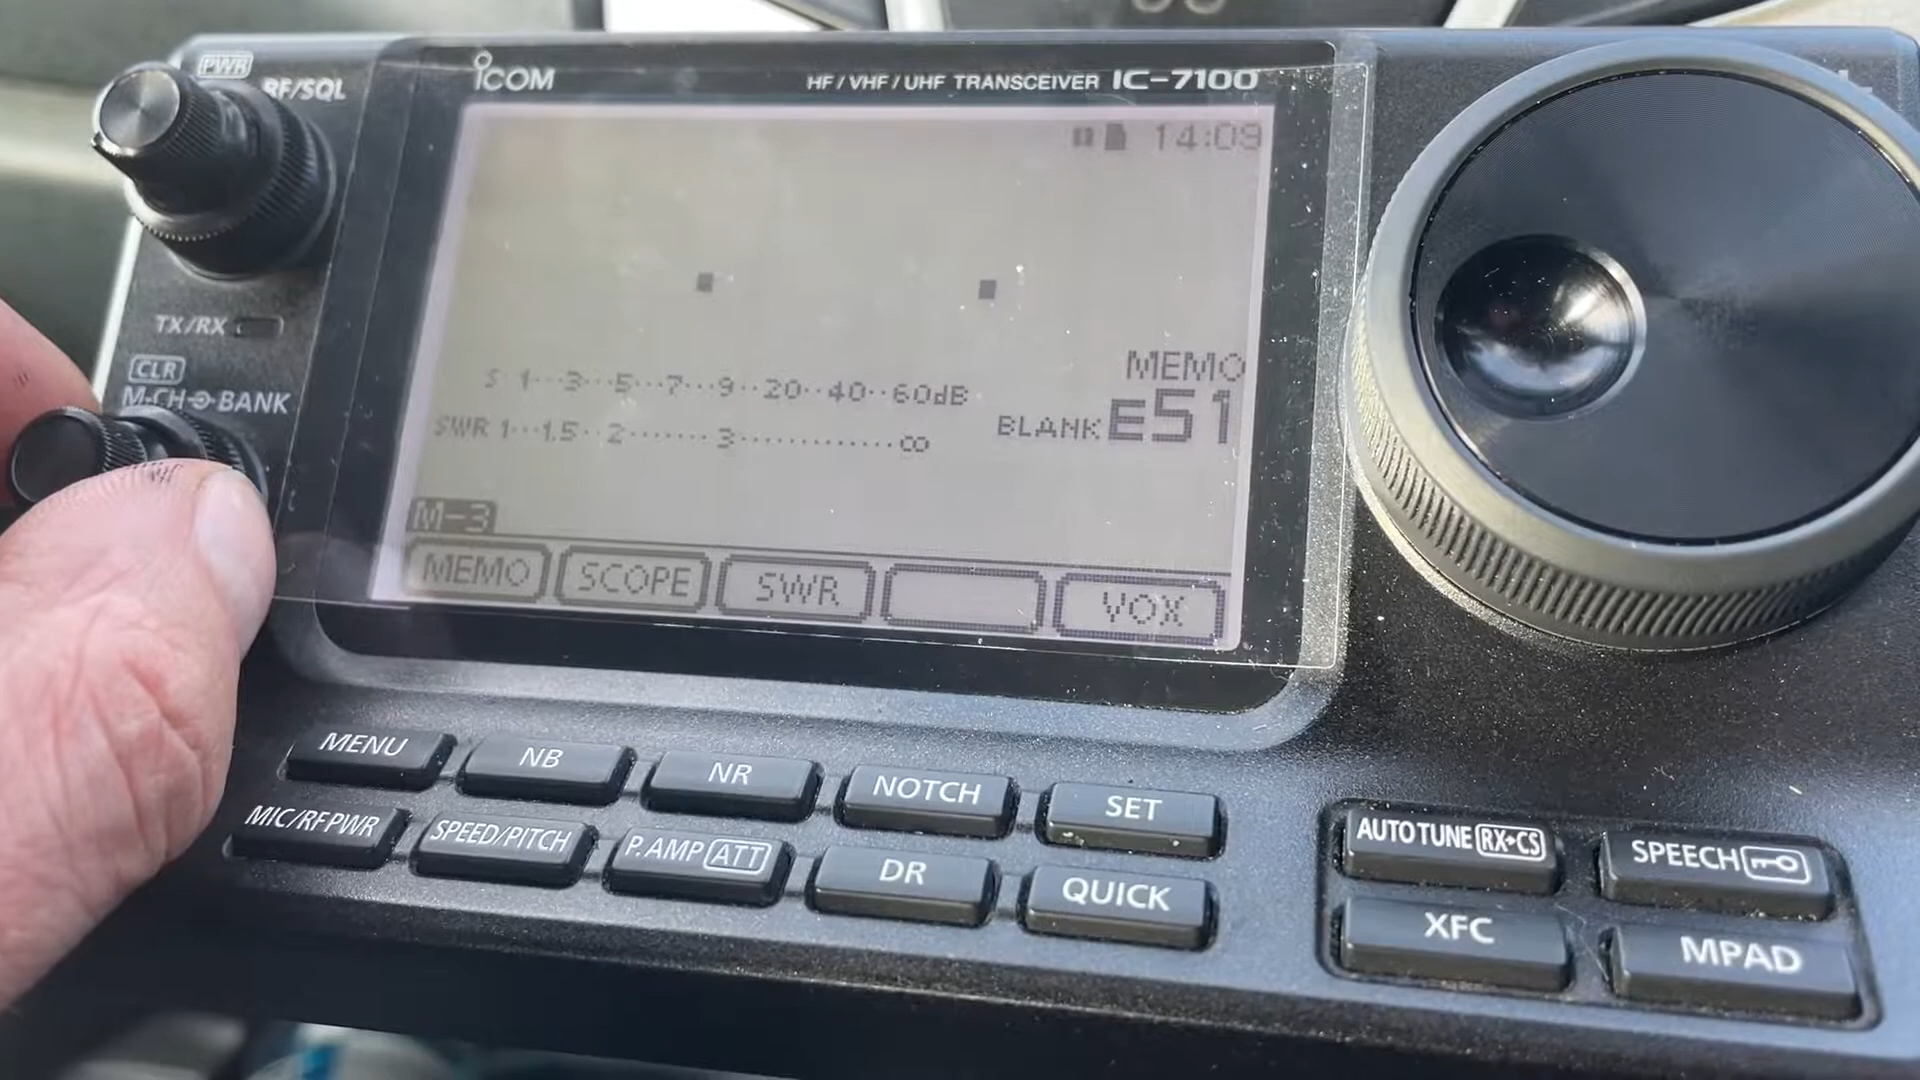 PWR
RF/SQL
ICOM
HF/VHF/UHF TRANSCEIVER IC-7100
14:09
TX/RX
CLR
M-CH BANK
S 1···3···5···7···9··20··40··60dB
SWR 1···1.5··2·······3············∞
MEMO
BLANK E51
M-3
MEMO SCOPE SWR VOX
MENU NB NR NOTCH SET
MIC/RF PWR SPEED/PITCH P.AMP ATT DR QUICK
AUTO TUNE RX▸CS SPEECH
XFC MPAD